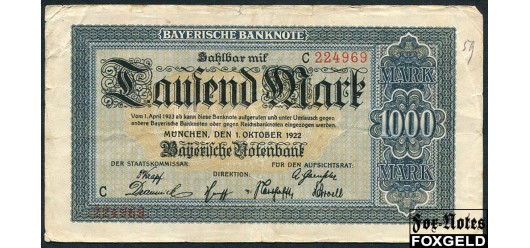 BAYERISCHE BANKNOTE
Zahlbar mit C 224969
59
Tausend Mark
MARK
1000
MARK
Vom 1. April 1923 ab kann diese Banknote aufgerufen und unter Umtausch gegen
andere Bayerische Banknoten oder gegen Reichsbanknoten eingezogen werden.
MÜNCHEN, DEN 1. OKTOBER 1922
Bayerische Notenbank
DER STAATSKOMMISSAR: FÜR DEN AUFSICHTSRAT:
DIREKTION:
C
224969
Fox-Notes
FOXGELD